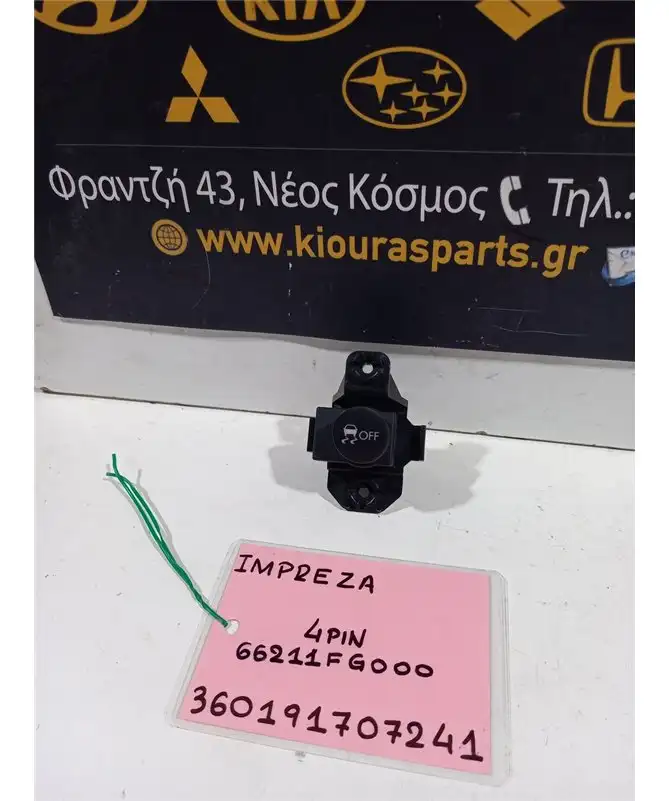 KIA
Φραντζή 43, Νέος Κόσμος Τηλ.:
www.kiourasparts.gr
OFF
IMPREZA
4PIN
66211FG000
360191707241